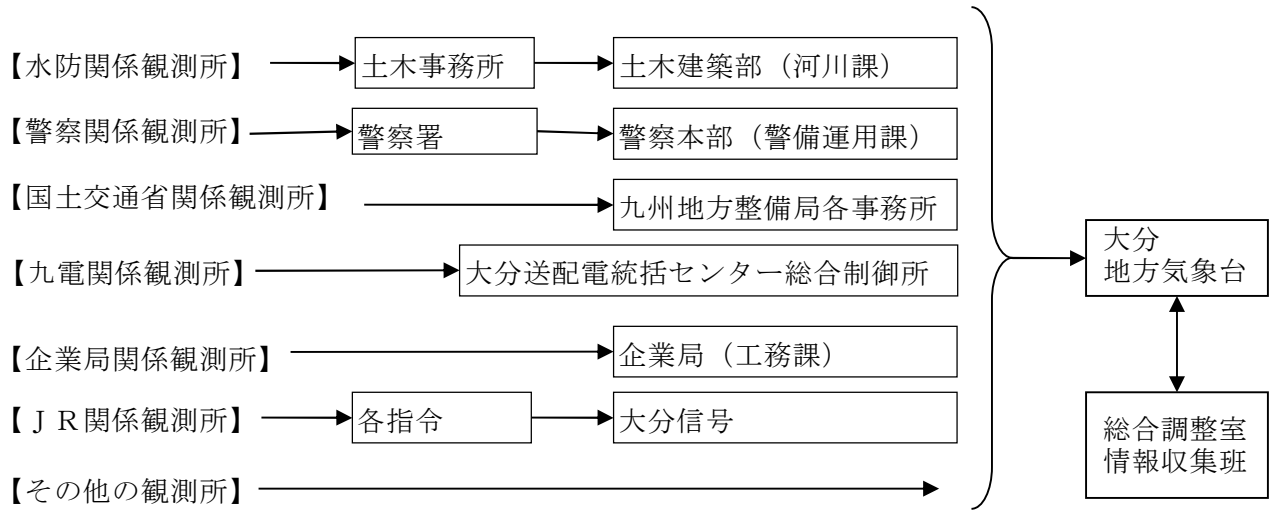 【水防関係観測所】 土木事務所 土木建築部（河川課）
【警察関係観測所】 警察署 警察本部（警備運用課）
【国土交通省関係観測所】 九州地方整備局各事務所
【九電関係観測所】 大分送配電統括センター総合制御所
【企業局関係観測所】 企業局（工務課）
【ＪＲ関係観測所】 各指令 大分信号
【その他の観測所】
大分
地方気象台
総合調整室
情報収集班